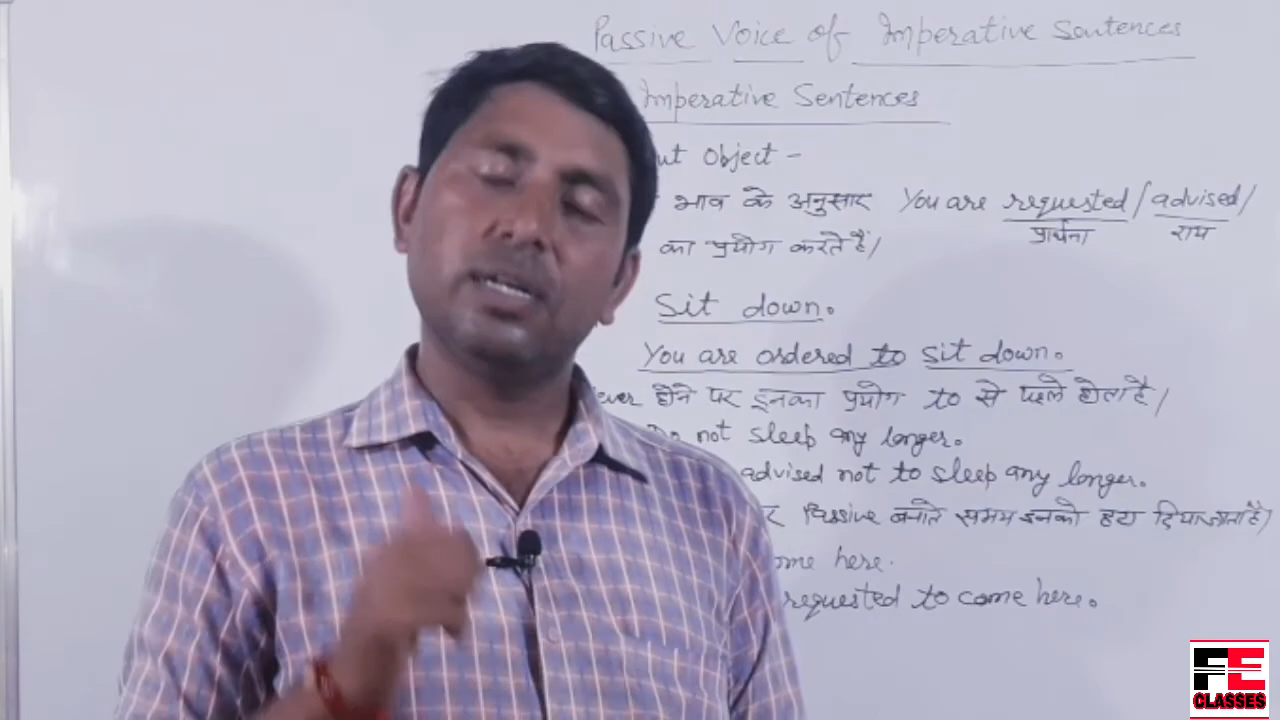 Passive Voice of Imperative Sentences
Imperative Sentences
Object -
भाव के अनुसार You are requested / advised /
प्रार्थना राय
का प्रयोग करते हैं/
Sit down.
You are ordered to sit down.
ever होने पर इनका प्रयोग to से पहले होता है/
not sleep any longer.
advised not to sleep any longer.
Passive बनाते समय इनको हटा दिया जाता है/
here.
requested to come here.
FE
CLASSES